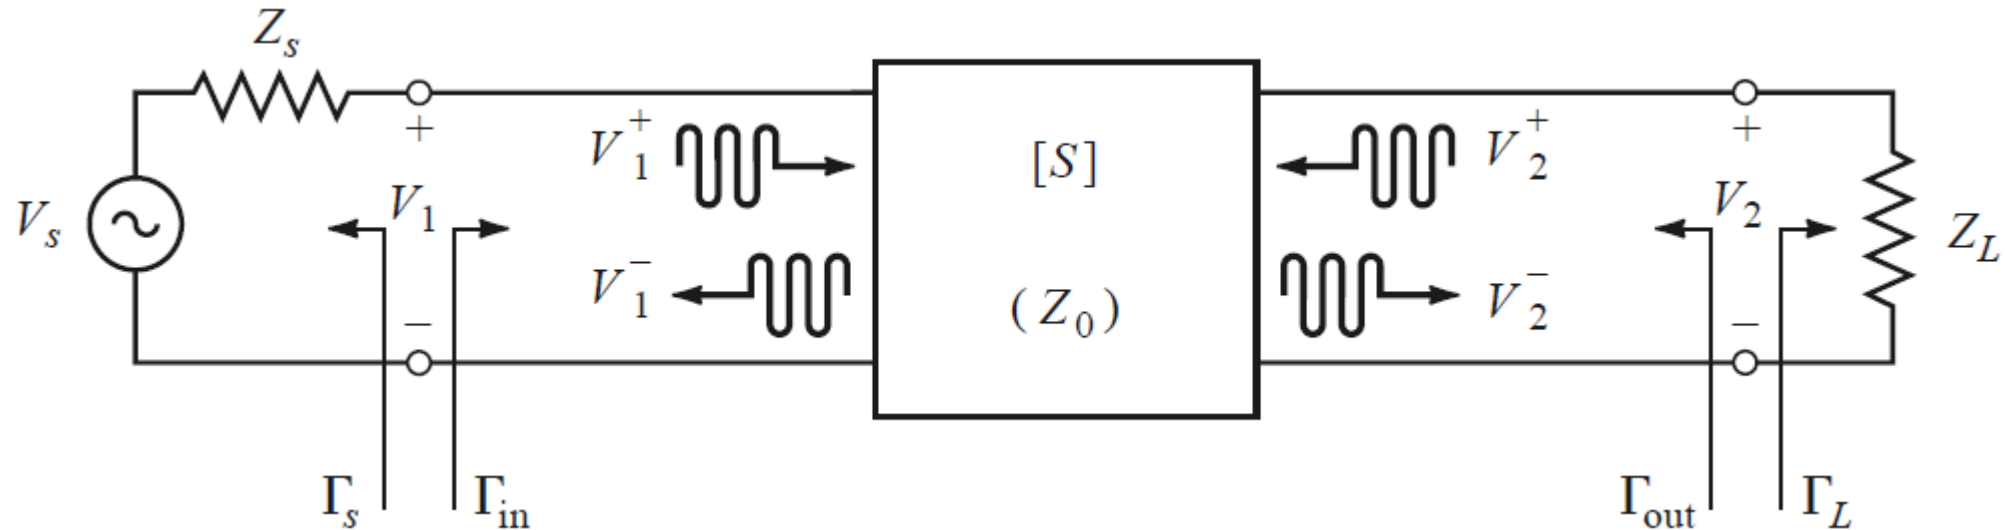 Z_s
V_s
+
V_1
−
Γ_s
Γ_in
V_1^+
V_1^−
[S]
(Z_0)
V_2^+
V_2^−
+
V_2
−
Γ_out
Γ_L
Z_L